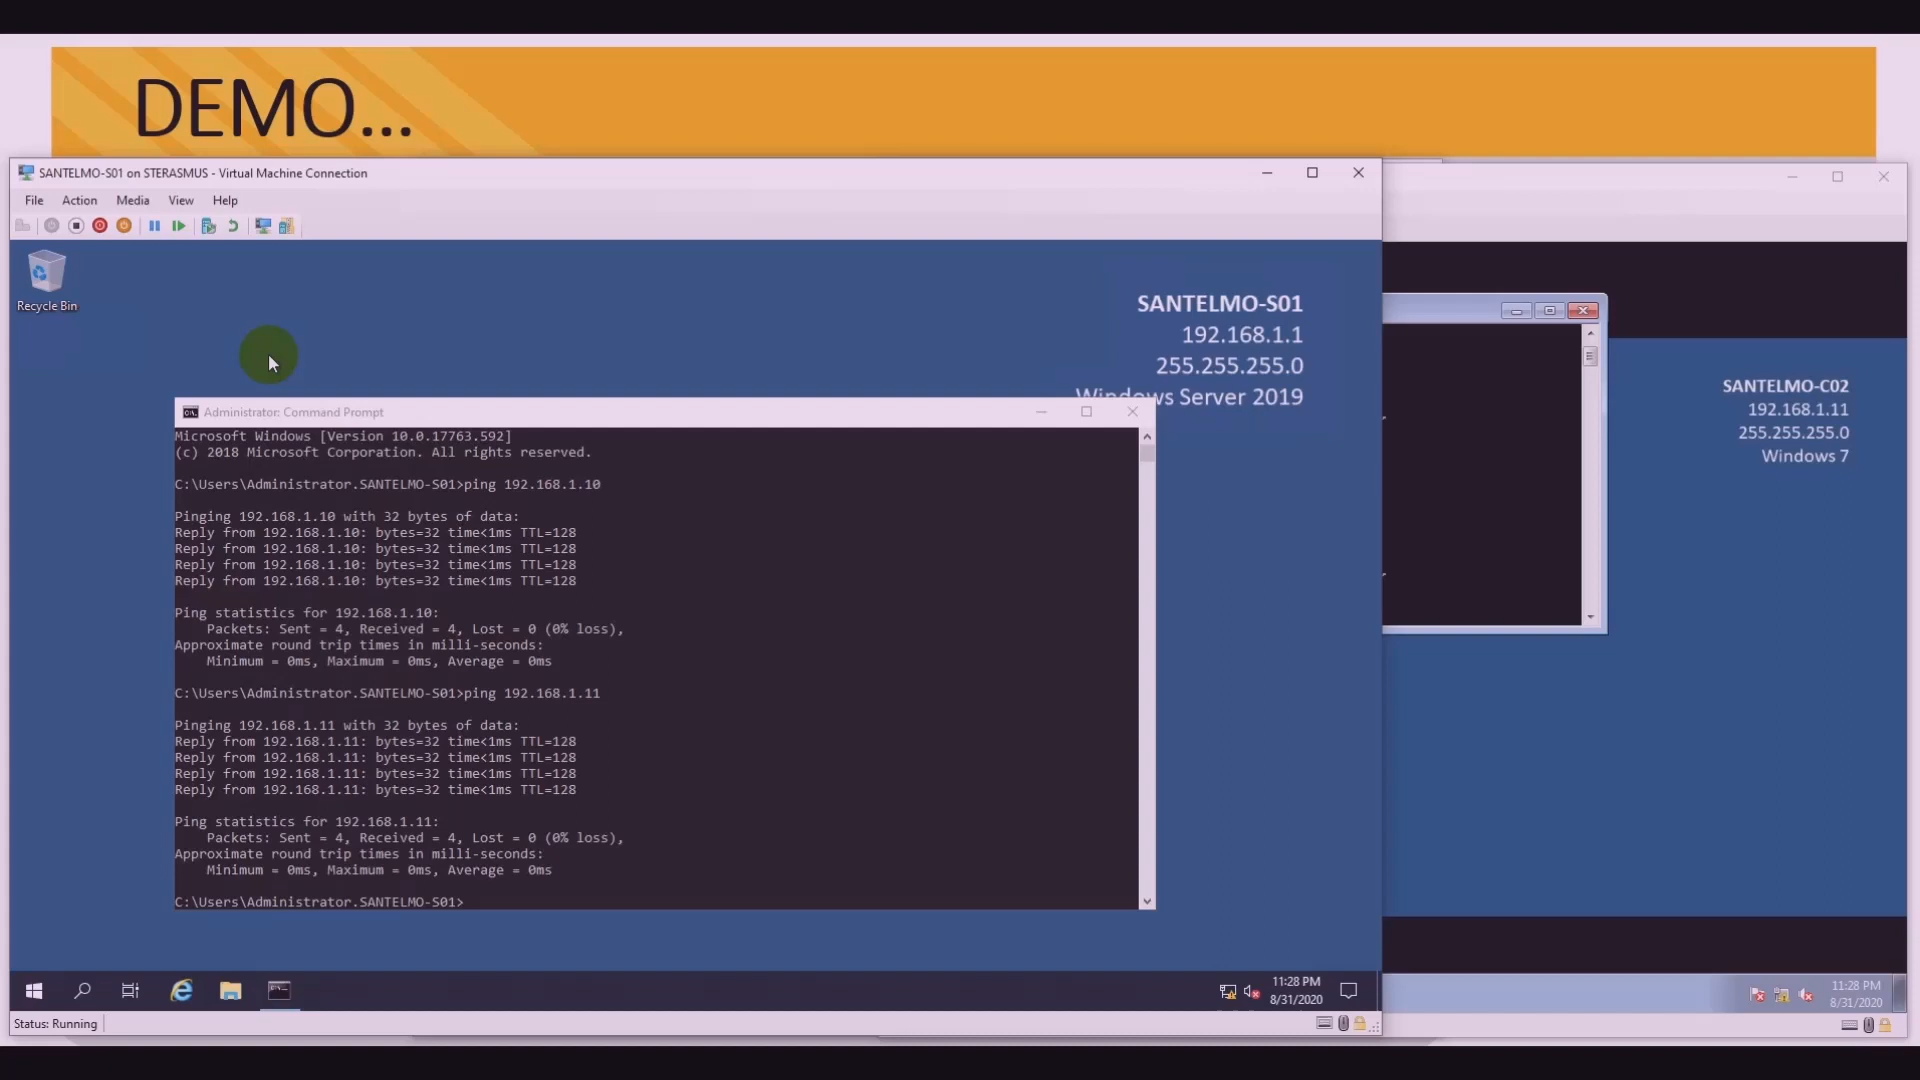 DEMO...
SANTELMO-S01 on STERASMUS - Virtual Machine Connection
File Action Media View Help
Recycle Bin
SANTELMO-S01
192.168.1.1
255.255.255.0
Windows Server 2019
Administrator: Command Prompt
Microsoft Windows [Version 10.0.17763.592]
(c) 2018 Microsoft Corporation. All rights reserved.
C:\Users\Administrator.SANTELMO-S01>ping 192.168.1.10
Pinging 192.168.1.10 with 32 bytes of data:
Reply from 192.168.1.10: bytes=32 time<1ms TTL=128
Reply from 192.168.1.10: bytes=32 time<1ms TTL=128
Reply from 192.168.1.10: bytes=32 time<1ms TTL=128
Reply from 192.168.1.10: bytes=32 time<1ms TTL=128
Ping statistics for 192.168.1.10:
Packets: Sent = 4, Received = 4, Lost = 0 (0% loss),
Approximate round trip times in milli-seconds:
Minimum = 0ms, Maximum = 0ms, Average = 0ms
C:\Users\Administrator.SANTELMO-S01>ping 192.168.1.11
Pinging 192.168.1.11 with 32 bytes of data:
Reply from 192.168.1.11: bytes=32 time<1ms TTL=128
Reply from 192.168.1.11: bytes=32 time<1ms TTL=128
Reply from 192.168.1.11: bytes=32 time<1ms TTL=128
Reply from 192.168.1.11: bytes=32 time<1ms TTL=128
Ping statistics for 192.168.1.11:
Packets: Sent = 4, Received = 4, Lost = 0 (0% loss),
Approximate round trip times in milli-seconds:
Minimum = 0ms, Maximum = 0ms, Average = 0ms
C:\Users\Administrator.SANTELMO-S01>
11:28 PM
8/31/2020
Status: Running
SANTELMO-C02
192.168.1.11
255.255.255.0
Windows 7
11:28 PM
8/31/2020